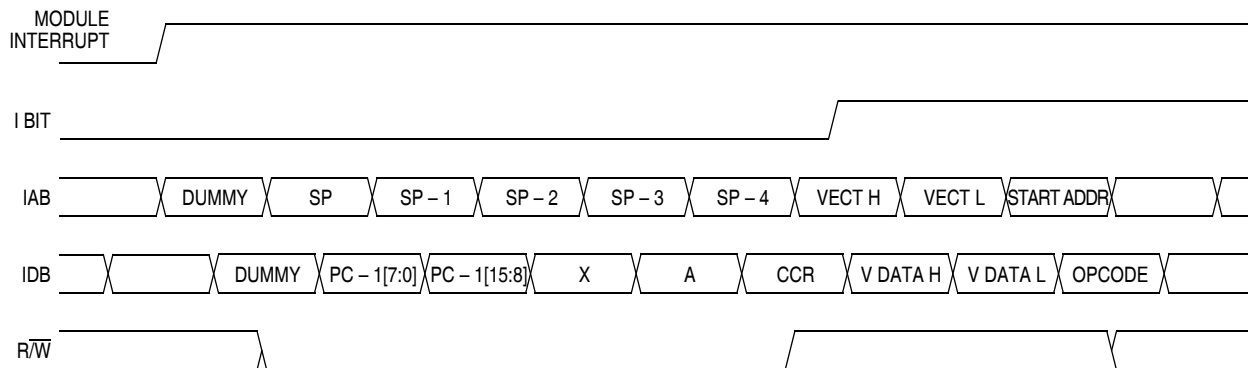 MODULE
INTERRUPT
I BIT
IAB DUMMY SP SP – 1 SP – 2 SP – 3 SP – 4 VECT H VECT L START ADDR
IDB DUMMY PC – 1[7:0] PC – 1[15:8] X A CCR V DATA H V DATA L OPCODE
R/W̅